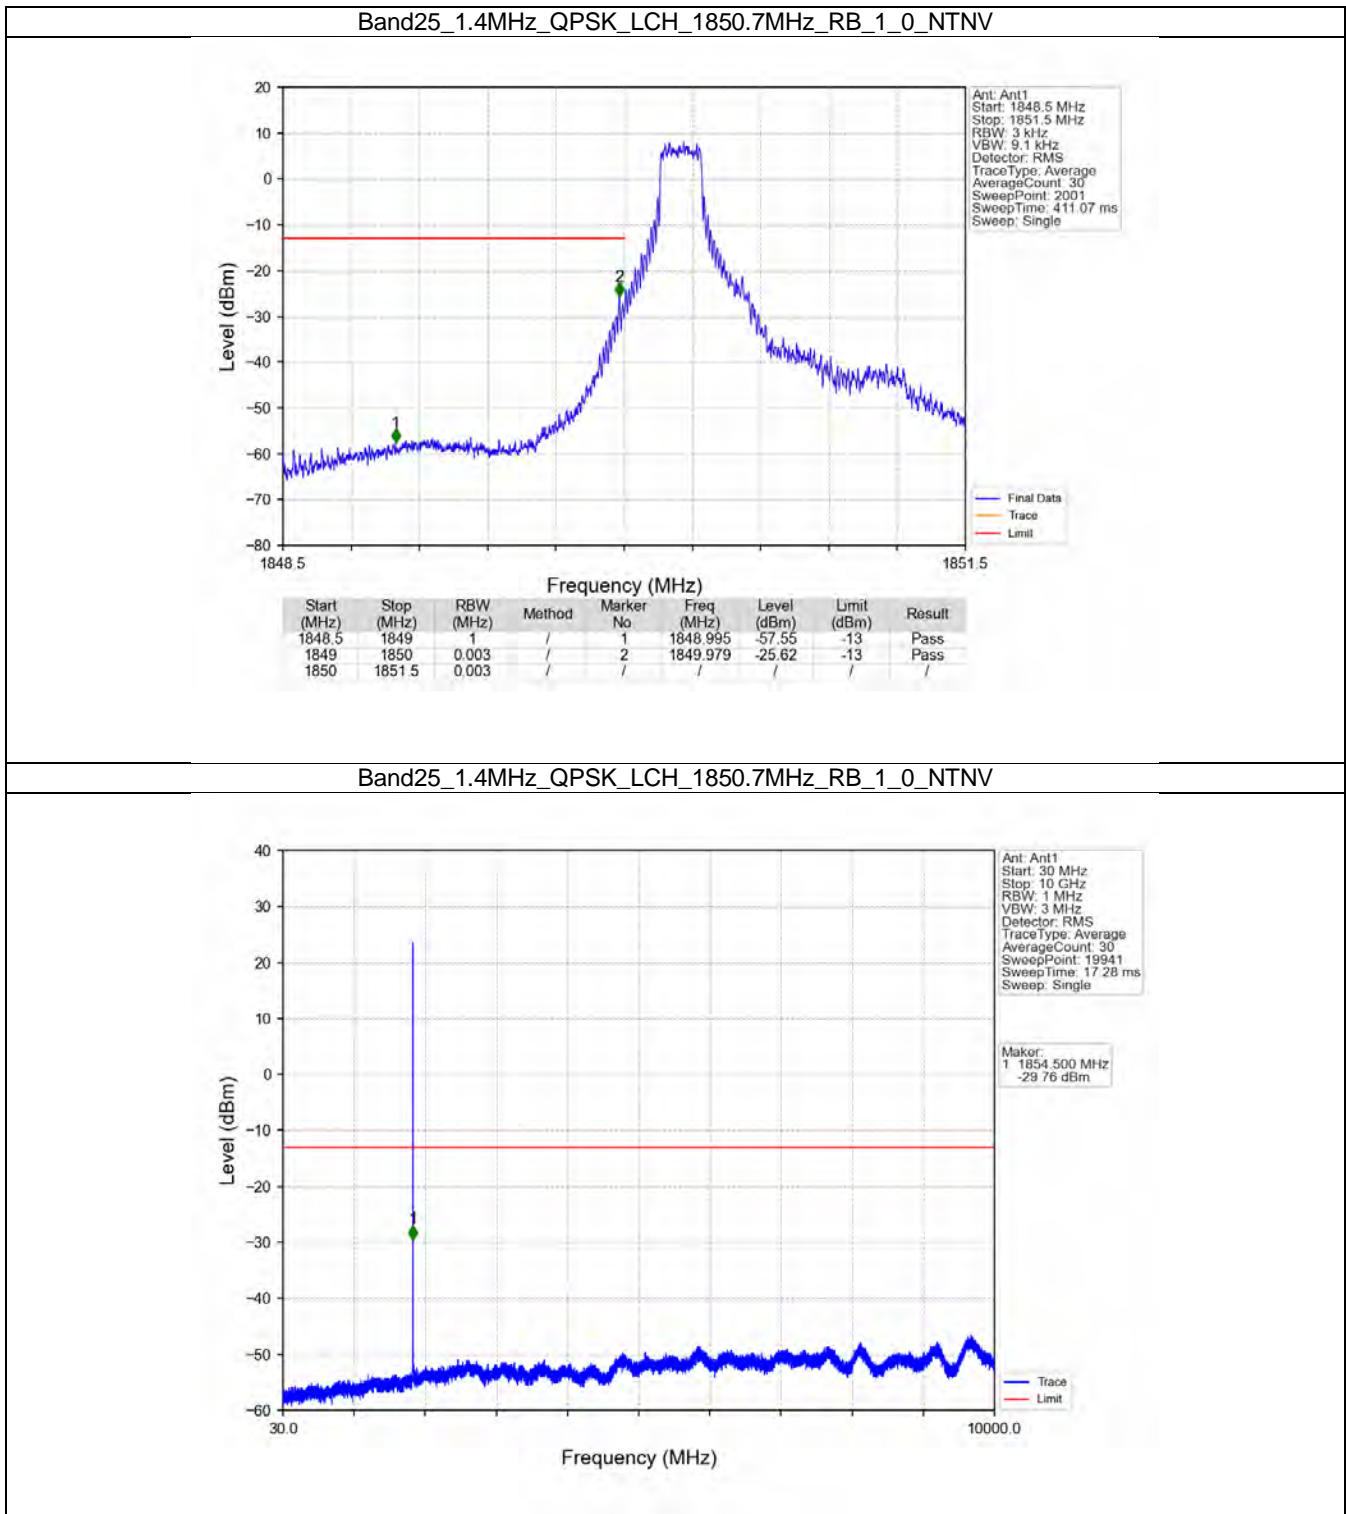 Band25_1.4MHz_QPSK_LCH_1850.7MHz_RB_1_0_NTNV
20
10
0
−10
−20
−30
−40
−50
−60
−70
−80
Level (dBm)
1
2
1848.5
1851.5
Frequency (MHz)
Ant: Ant1
Start: 1848.5 MHz
Stop: 1851.5 MHz
RBW: 3 kHz
VBW: 9.1 kHz
Detector: RMS
TraceType: Average
AverageCount: 30
SweepPoint: 2001
SweepTime: 411.07 ms
Sweep: Single
Final Data
Trace
Limit
Start (MHz) Stop (MHz) RBW (MHz) Method Marker No Freq (MHz) Level (dBm) Limit (dBm) Result
1848.5 1849 1 / 1 1848.995 -57.55 -13 Pass
1849 1850 0.003 / 2 1849.979 -25.62 -13 Pass
1850 1851.5 0.003 / / / / / /
Band25_1.4MHz_QPSK_LCH_1850.7MHz_RB_1_0_NTNV
40
30
20
10
0
−10
−20
−30
−40
−50
−60
Level (dBm)
1
30.0
10000.0
Frequency (MHz)
Ant: Ant1
Start: 30 MHz
Stop: 10 GHz
RBW: 1 MHz
VBW: 3 MHz
Detector: RMS
TraceType: Average
AverageCount: 30
SweepPoint: 19941
SweepTime: 17.28 ms
Sweep: Single
Maker:
1 1854.500 MHz
-29.76 dBm
Trace
Limit